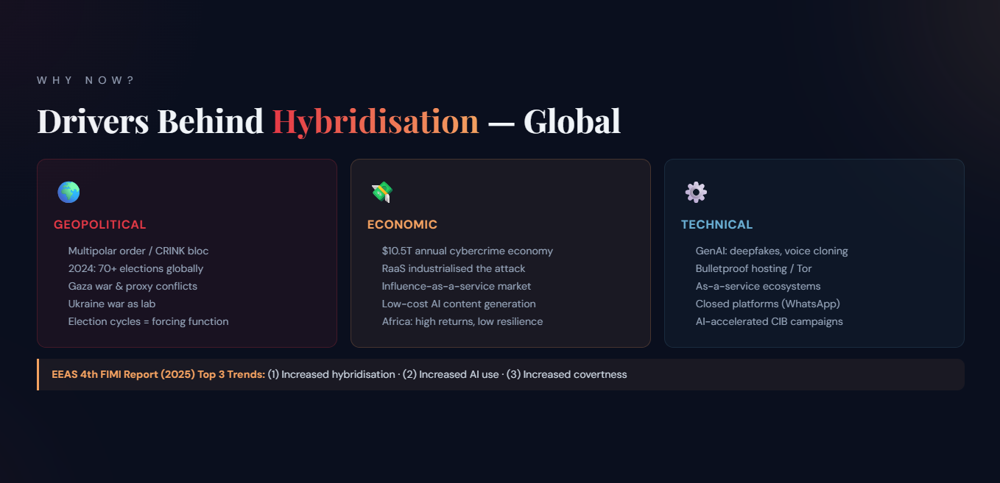 WHY NOW?
Drivers Behind Hybridisation — Global
GEOPOLITICAL
Multipolar order / CRINK bloc
2024: 70+ elections globally
Gaza war & proxy conflicts
Ukraine war as lab
Election cycles = forcing function
ECONOMIC
$10.5T annual cybercrime economy
RaaS industrialised the attack
Influence-as-a-service market
Low-cost AI content generation
Africa: high returns, low resilience
TECHNICAL
GenAI: deepfakes, voice cloning
Bulletproof hosting / Tor
As-a-service ecosystems
Closed platforms (WhatsApp)
AI-accelerated CIB campaigns
EEAS 4th FIMI Report (2025) Top 3 Trends: (1) Increased hybridisation · (2) Increased AI use · (3) Increased covertness